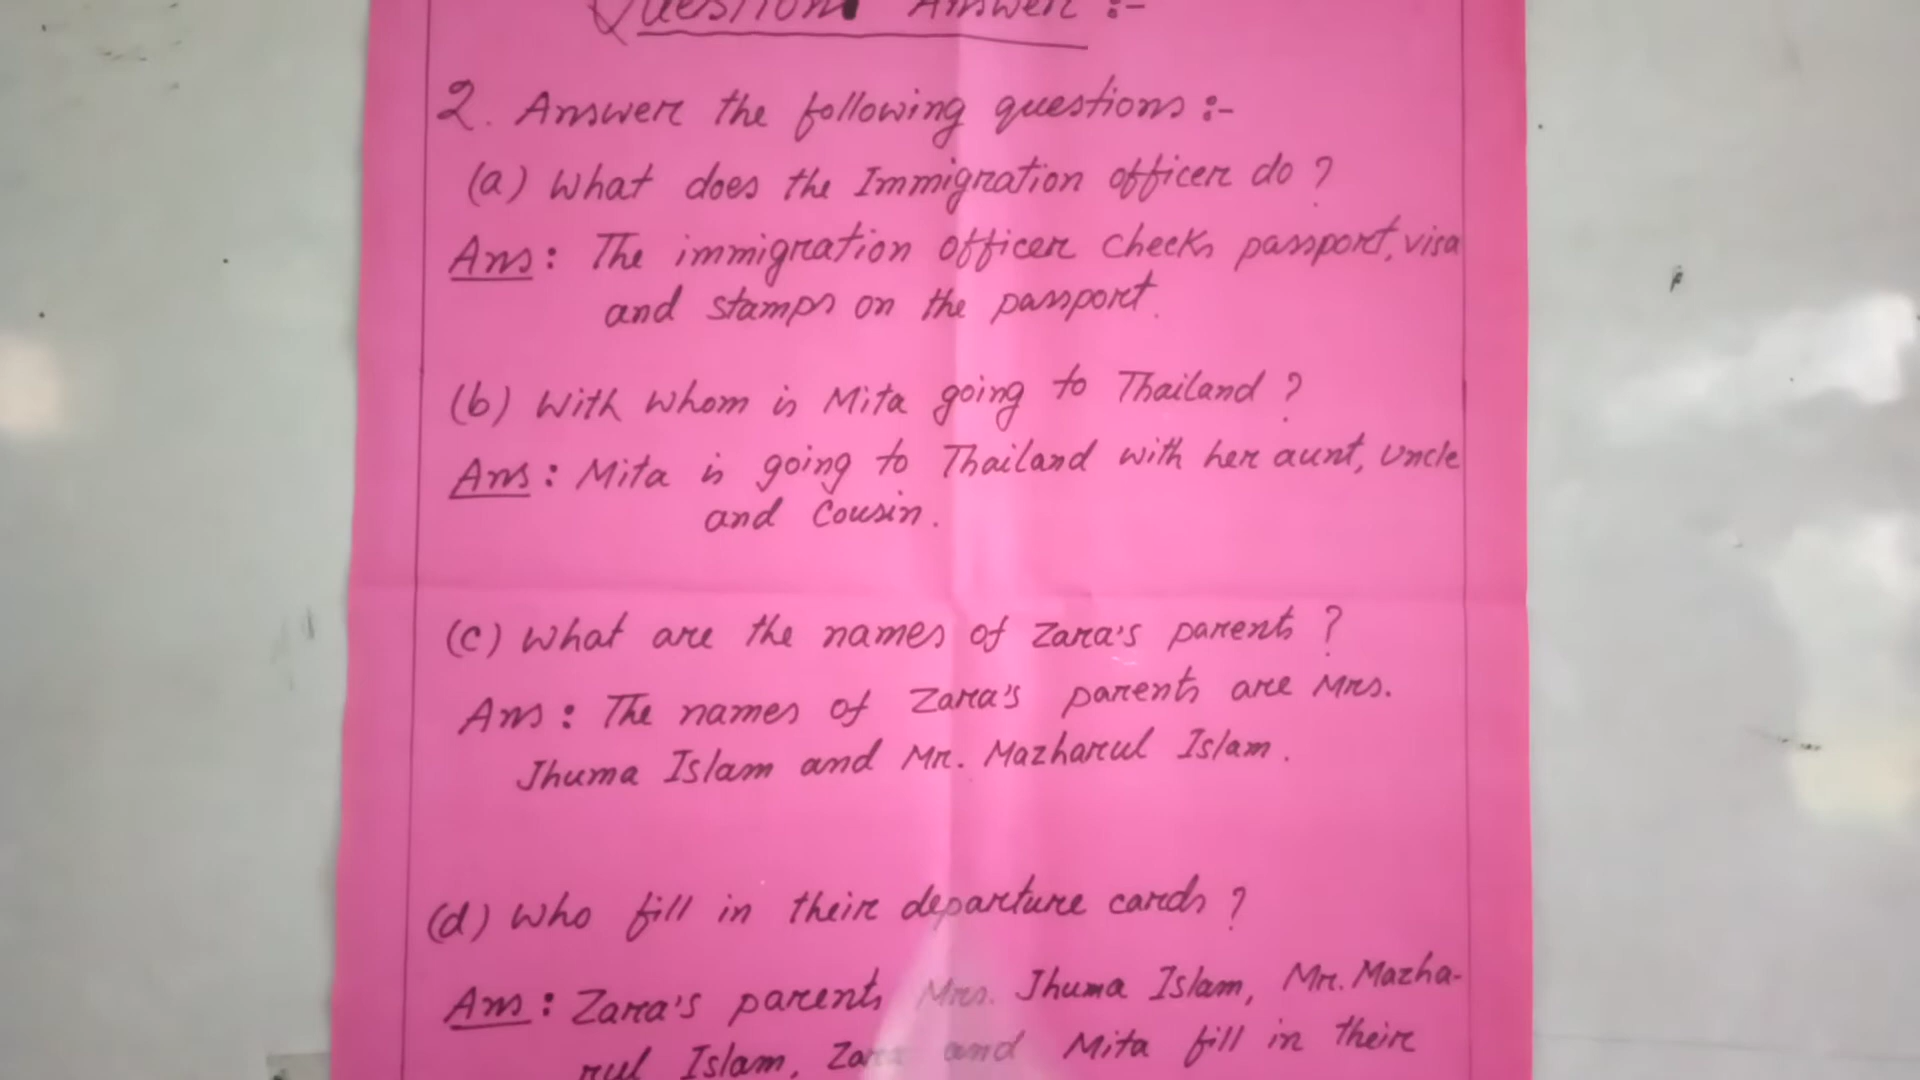 Question Answer :-
2. Answer the following questions :-
(a) What does the Immigration officer do ?
Ans : The immigration officer checks passport, visa
and stamps on the passport.
(b) With whom is Mita going to Thailand ?
Ans : Mita is going to Thailand with her aunt, uncle
and Cousin.
(c) What are the names of Zara's parents ?
Ans : The names of Zara's parents are Mrs.
Jhuma Islam and Mr. Mazharul Islam.
(d) Who fill in their departure cards ?
Ans : Zara's parents Mrs. Jhuma Islam, Mr. Mazha-
rul Islam, Zara and Mita fill in their